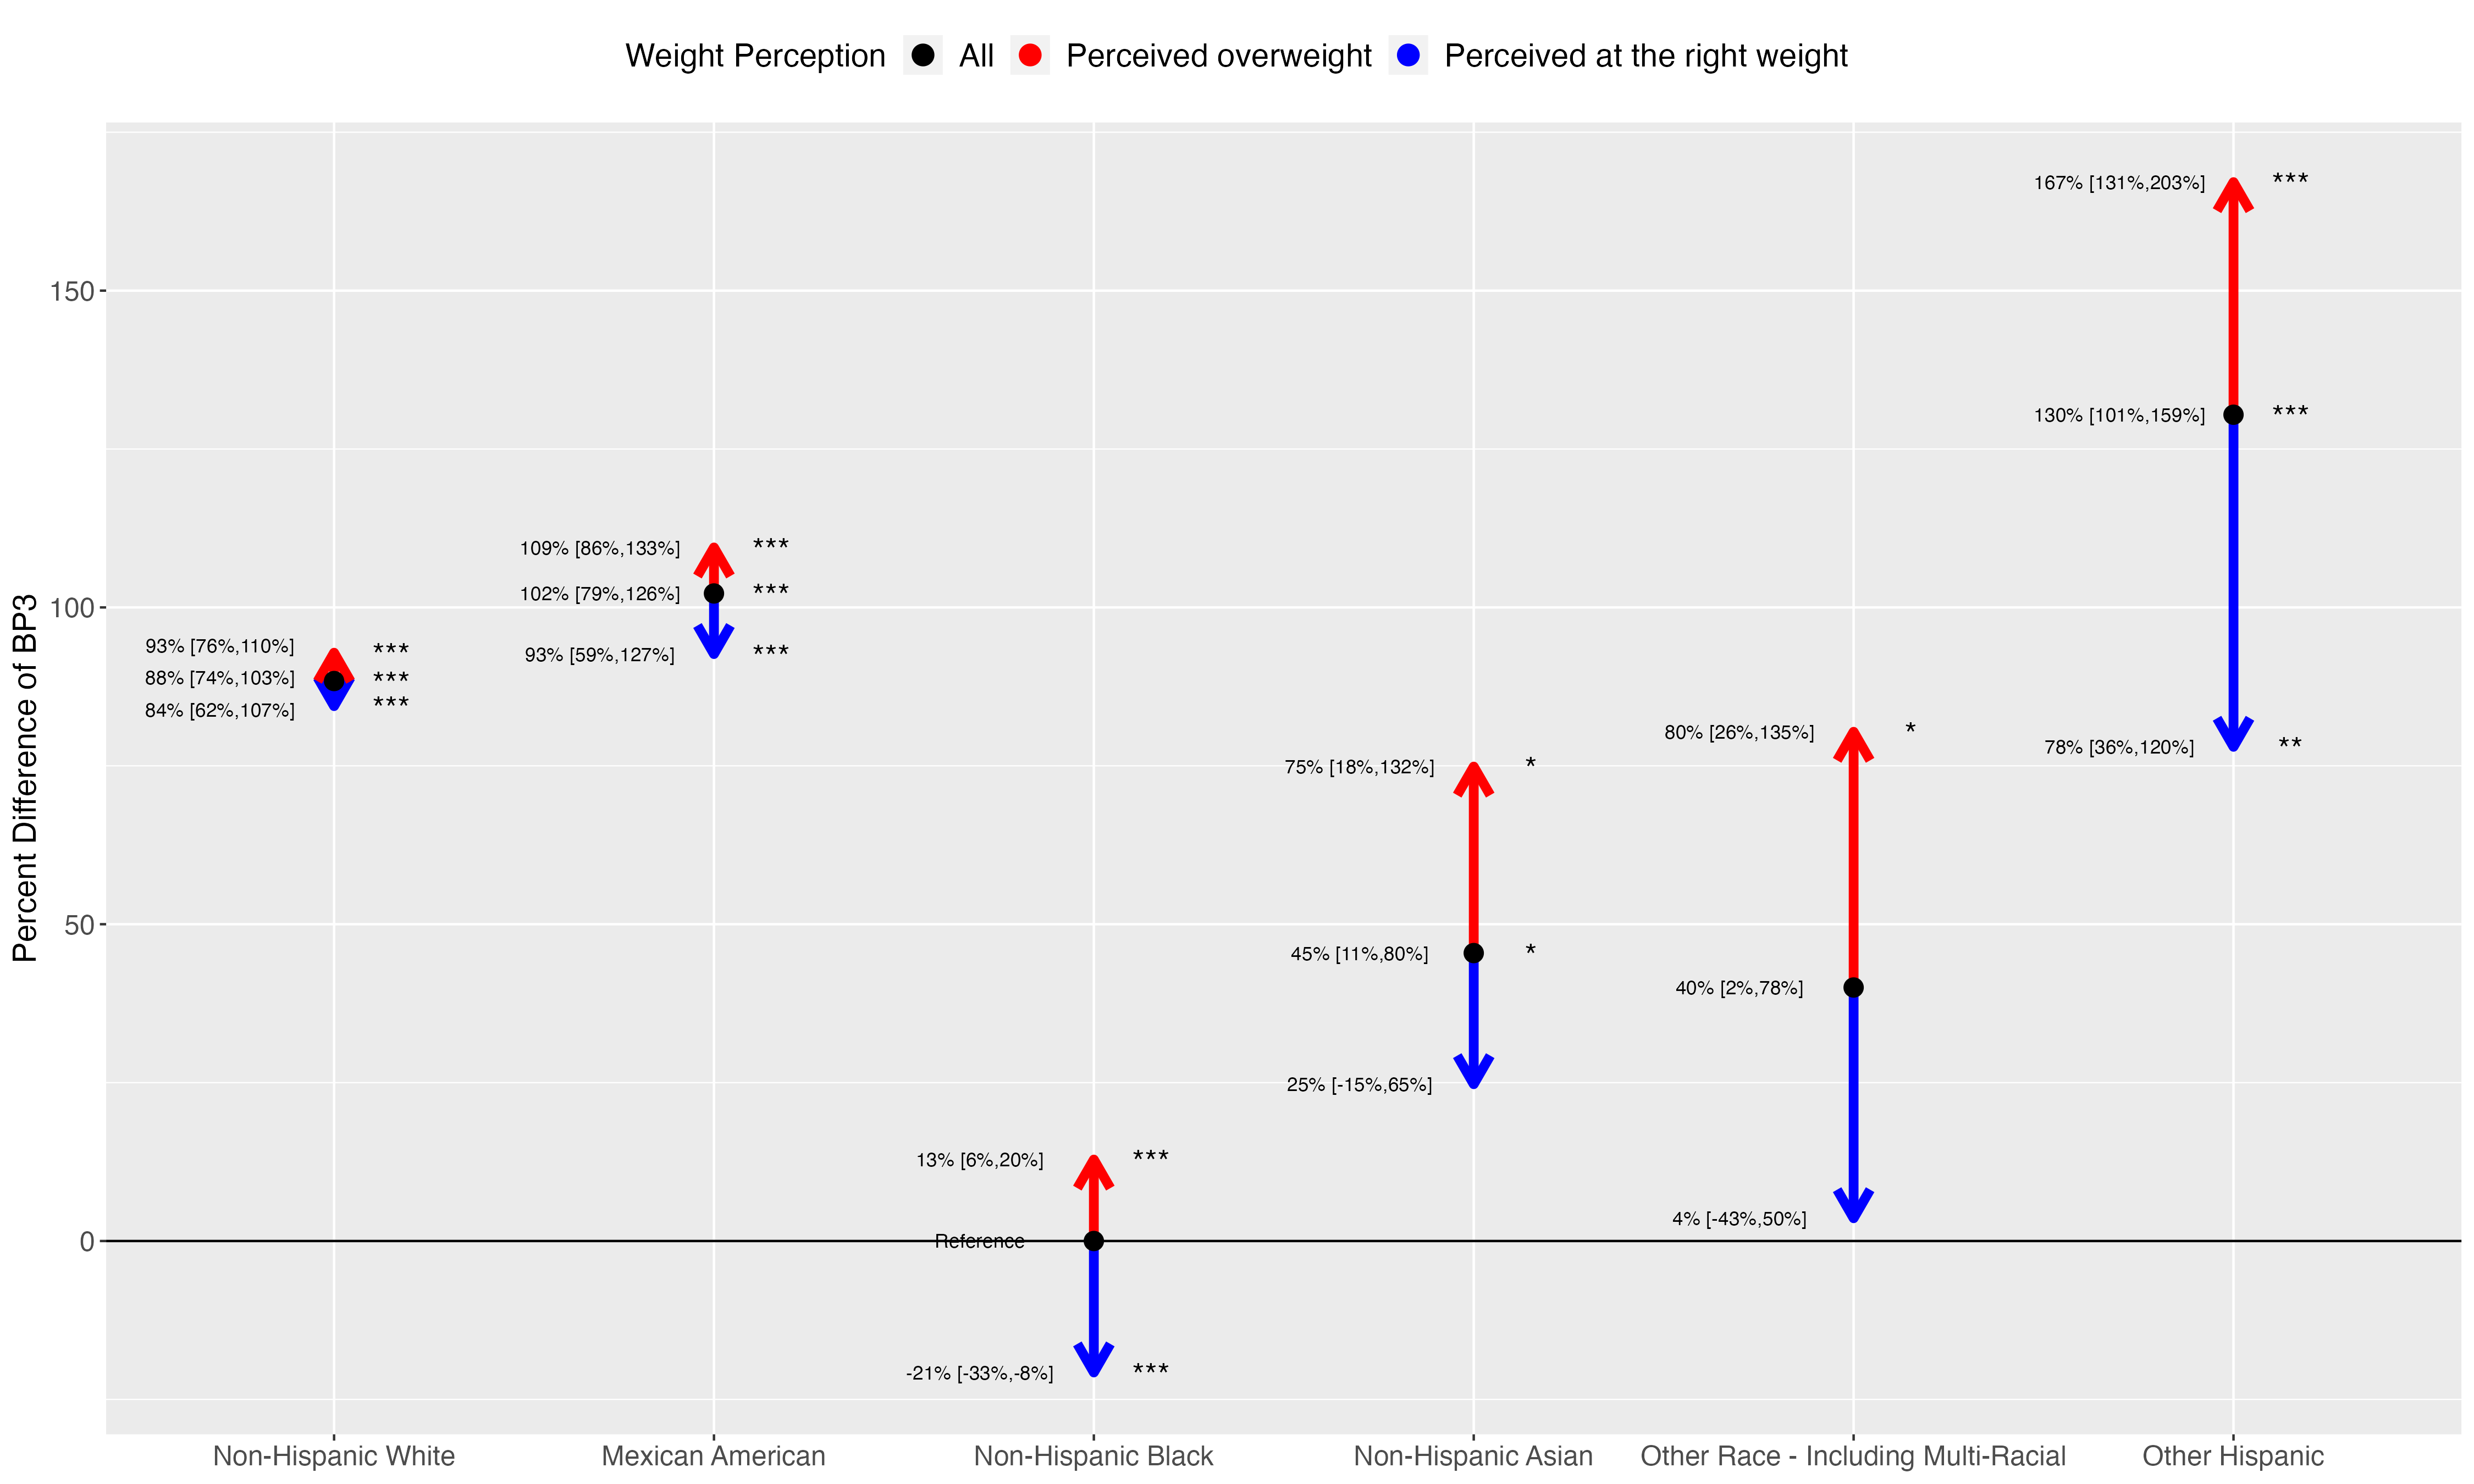 Weight Perception All Perceived overweight Perceived at the right weight
Percent Difference of BP3
150
100
50
0
93% [76%,110%] ***
88% [74%,103%] ***
84% [62%,107%] ***
109% [86%,133%] ***
102% [79%,126%] ***
93% [59%,127%] ***
13% [6%,20%] ***
Reference
-21% [-33%,-8%] ***
75% [18%,132%] *
45% [11%,80%] *
25% [-15%,65%]
80% [26%,135%] *
40% [2%,78%]
4% [-43%,50%]
167% [131%,203%] ***
130% [101%,159%] ***
78% [36%,120%] **
Non-Hispanic White Mexican American Non-Hispanic Black Non-Hispanic Asian Other Race - Including Multi-Racial Other Hispanic